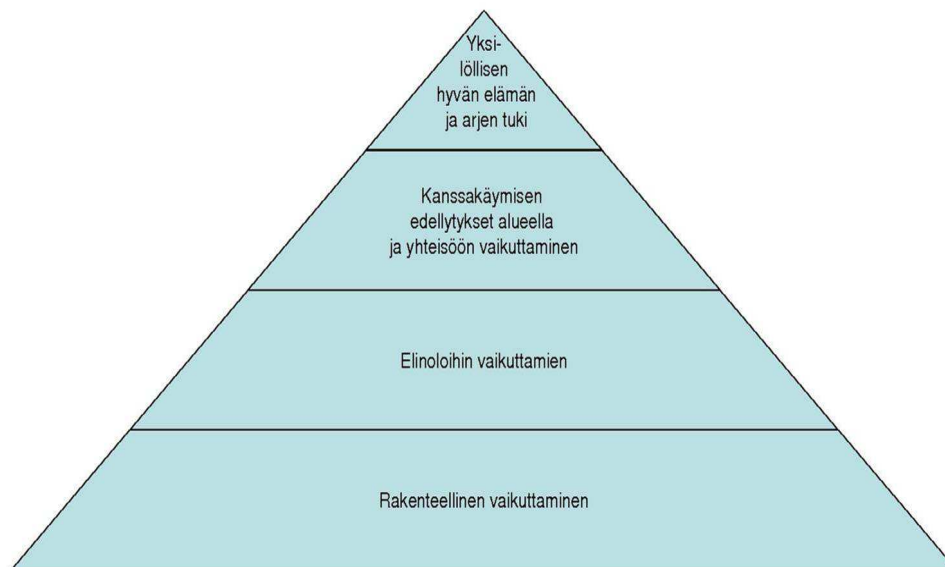 Yksi-
löllisen
hyvän elämän
ja arjen tuki
Kanssakäymisen
edellytykset alueella
ja yhteisöön vaikuttaminen
Elinoloihin vaikuttamien
Rakenteellinen vaikuttaminen